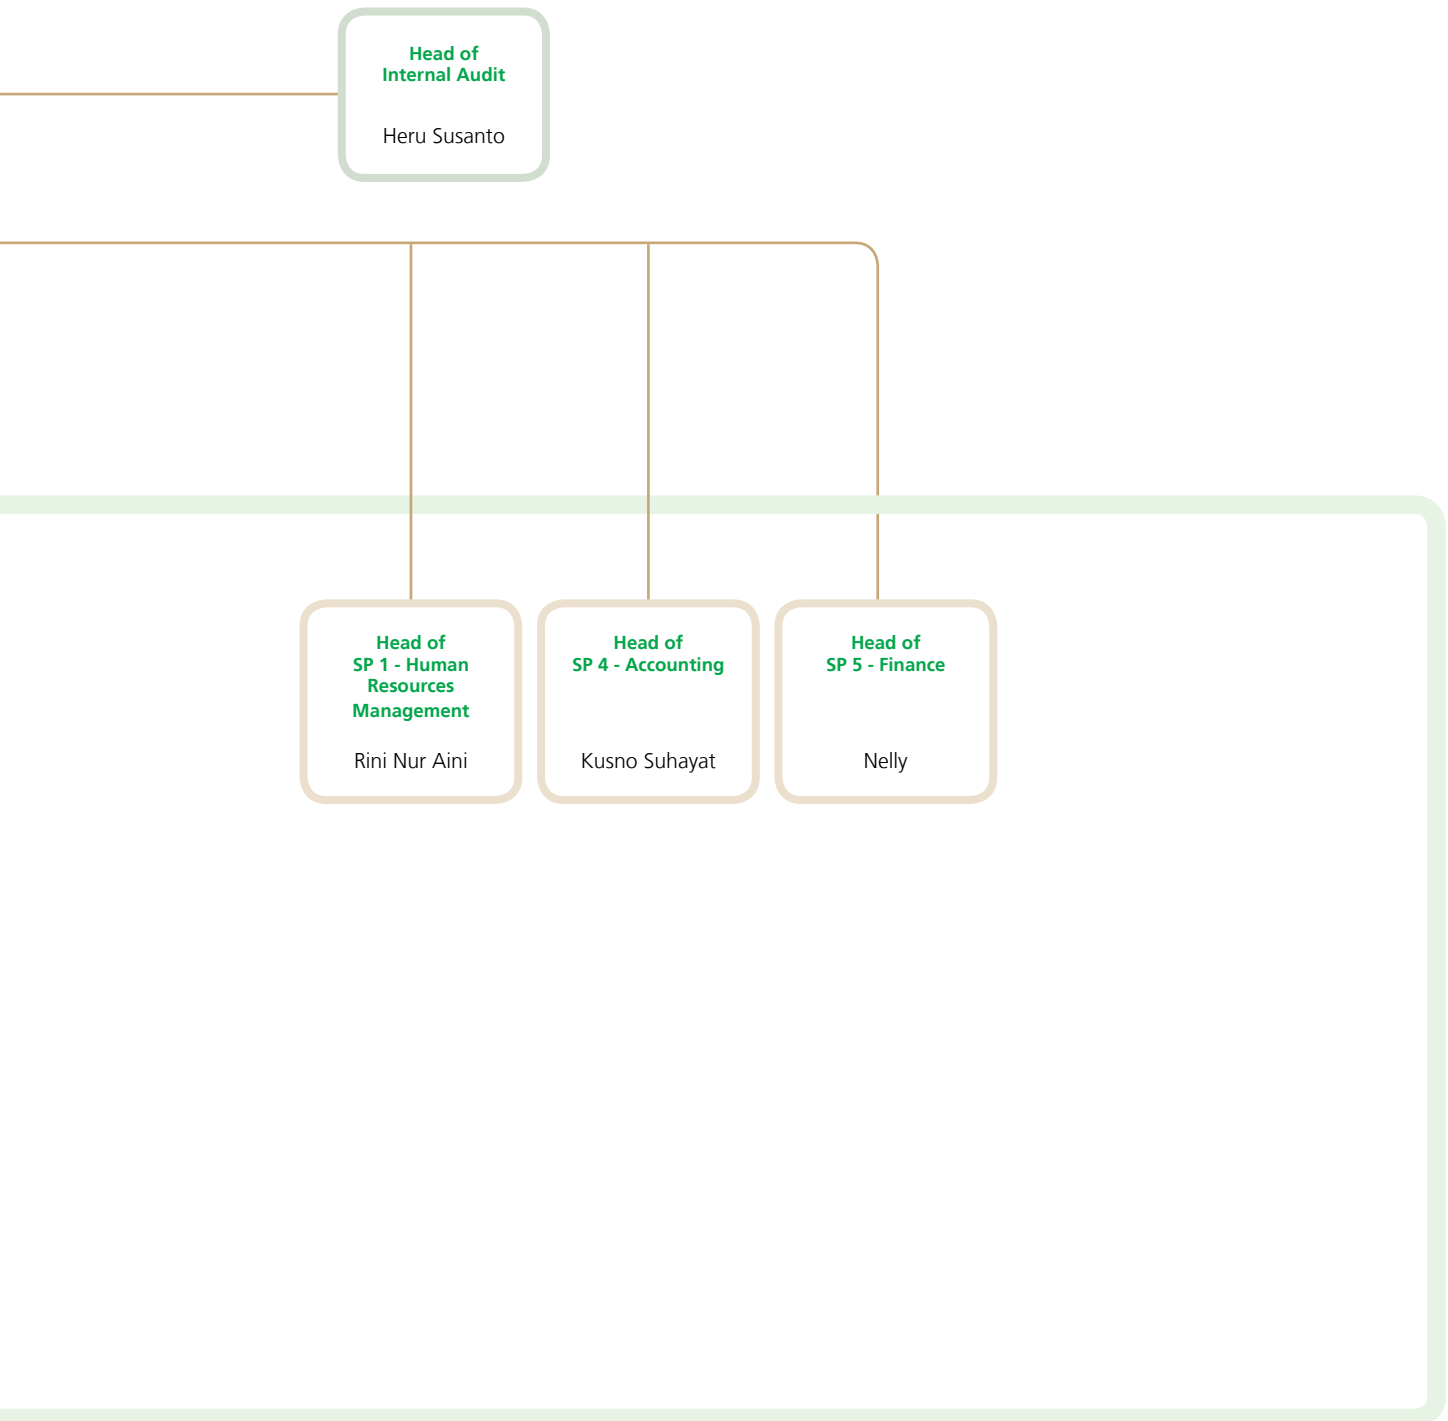 Head of
Internal Audit
Heru Susanto
Head of
SP 1 - Human
Resources
Management
Rini Nur Aini
Head of
SP 4 - Accounting
Kusno Suhayat
Head of
SP 5 - Finance
Nelly